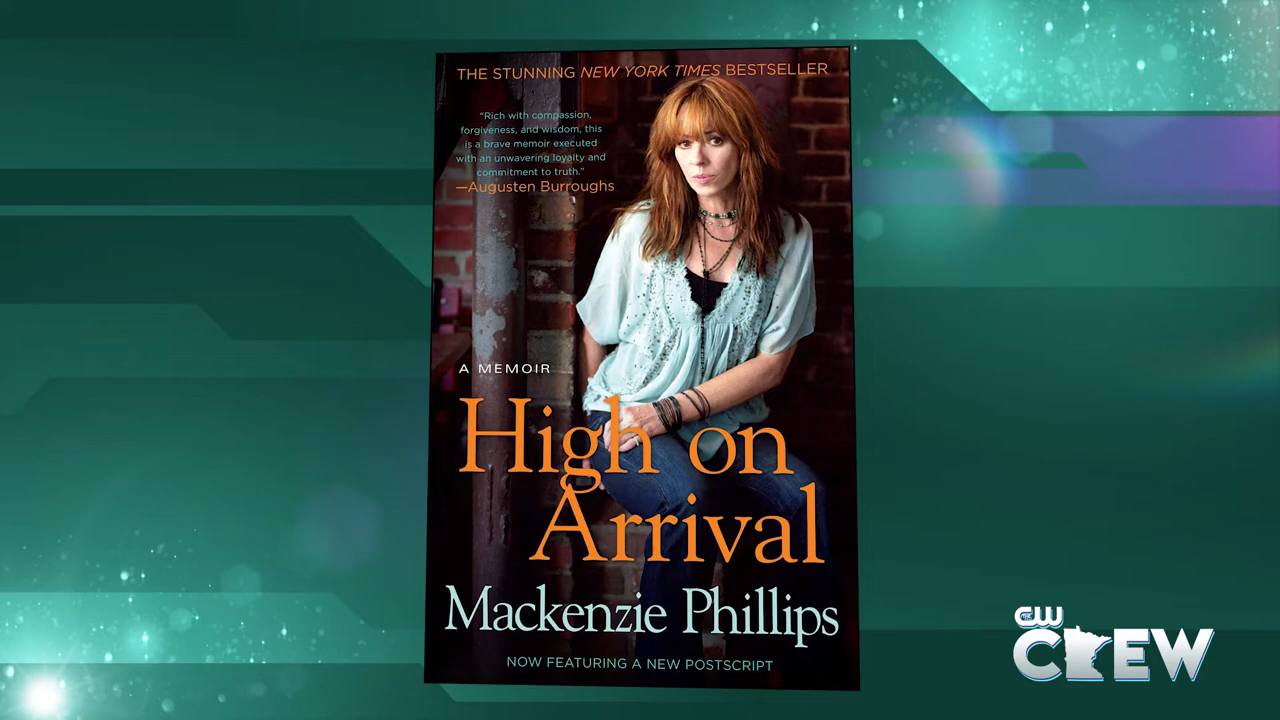 THE STUNNING NEW YORK TIMES BESTSELLER
“Rich with compassion,
forgiveness, and wisdom, this
is a brave memoir executed
with an unwavering loyalty and
commitment to truth.”
—Augusten Burroughs
A MEMOIR
High on
Arrival
Mackenzie Phillips
NOW FEATURING A NEW POSTSCRIPT
THE CW
CREW